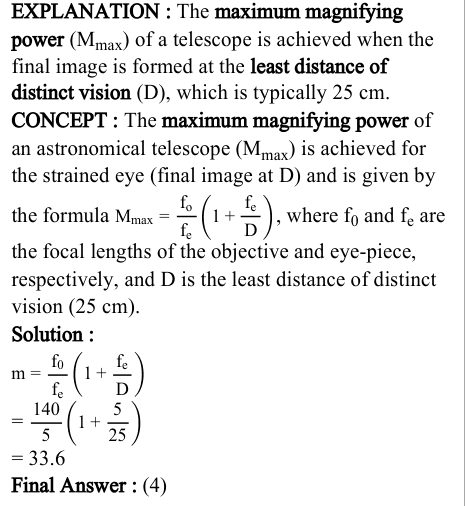 EXPLANATION : The maximum magnifying
power (Mmax) of a telescope is achieved when the
final image is formed at the least distance of
distinct vision (D), which is typically 25 cm.
CONCEPT : The maximum magnifying power of
an astronomical telescope (Mmax) is achieved for
the strained eye (final image at D) and is given by
the formula Mmax = fo/fe (1 + fe/D), where f0 and fe are
the focal lengths of the objective and eye-piece,
respectively, and D is the least distance of distinct
vision (25 cm).
Solution :
m = f0/fe (1 + fe/D)
= 140/5 (1 + 5/25)
= 33.6
Final Answer : (4)